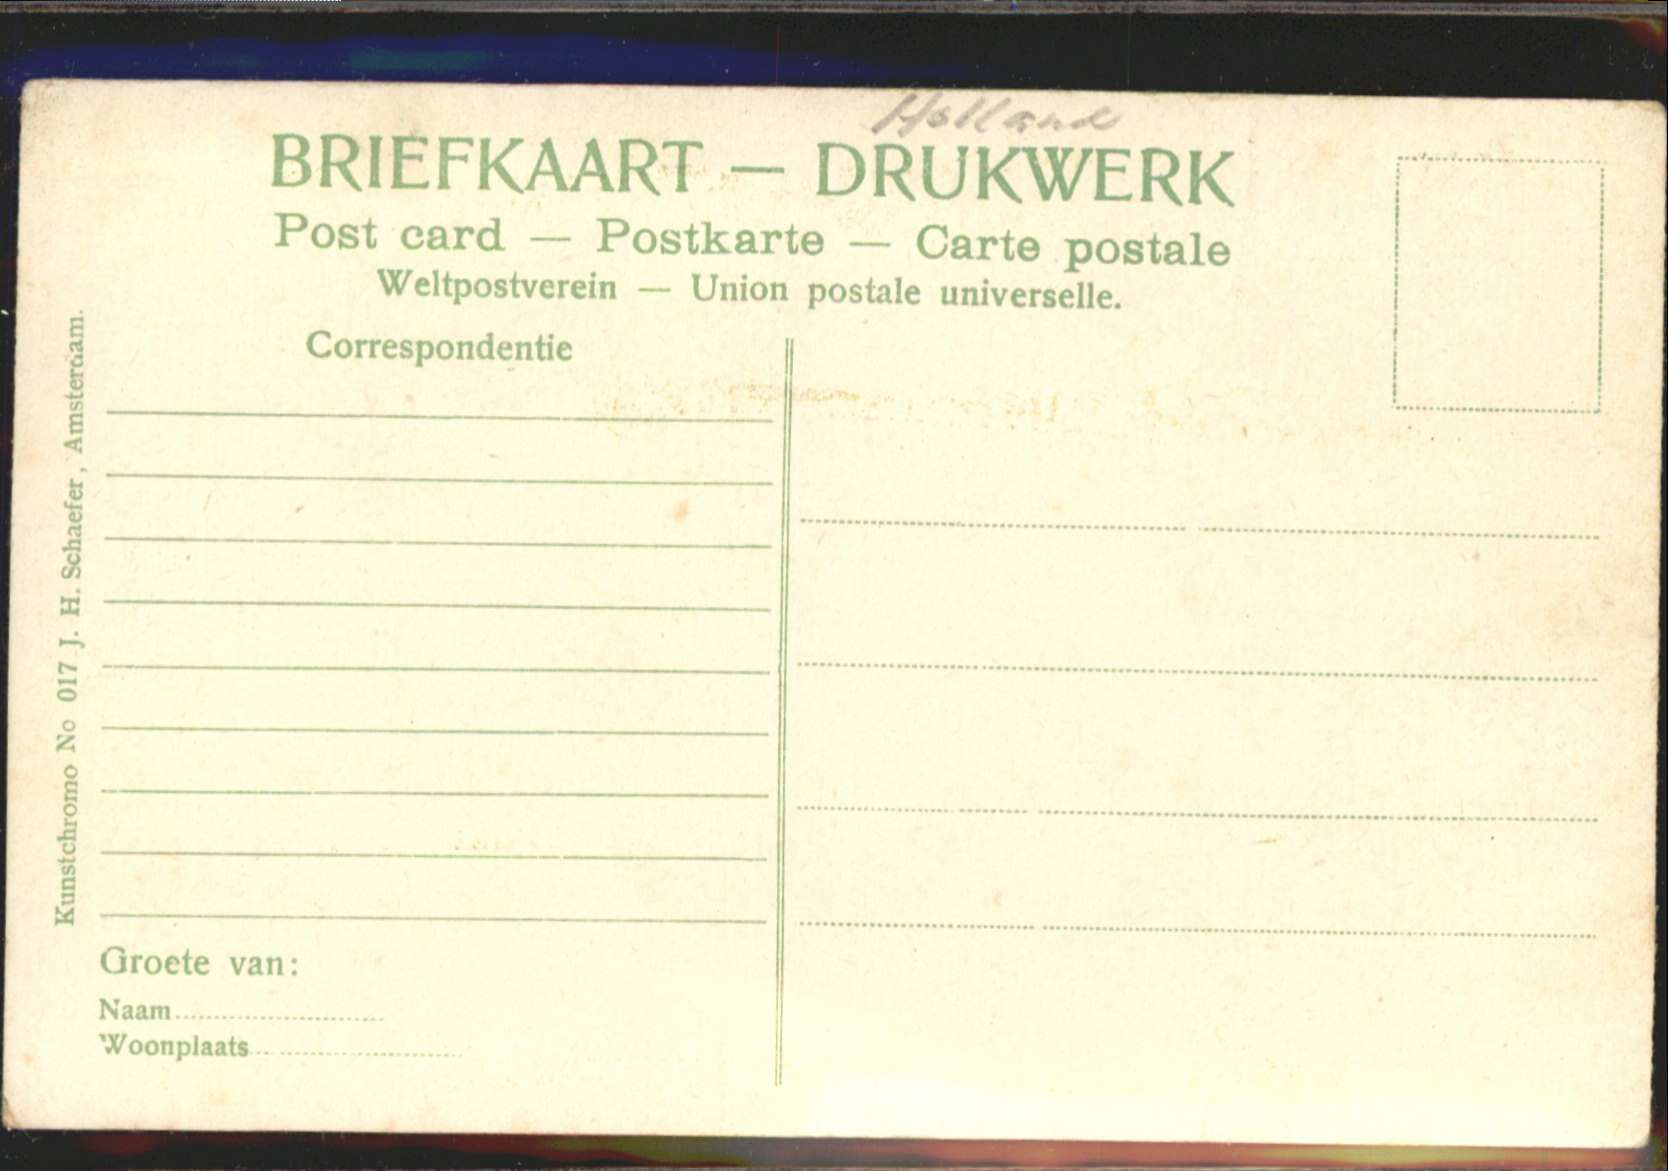 Holland
BRIEFKAART — DRUKWERK
Post card — Postkarte — Carte postale
Weltpostverein — Union postale universelle.
Correspondentie
Kunstchromo No 017 J. H. Schaefer, Amsterdam.
Groete van:
Naam
Woonplaats